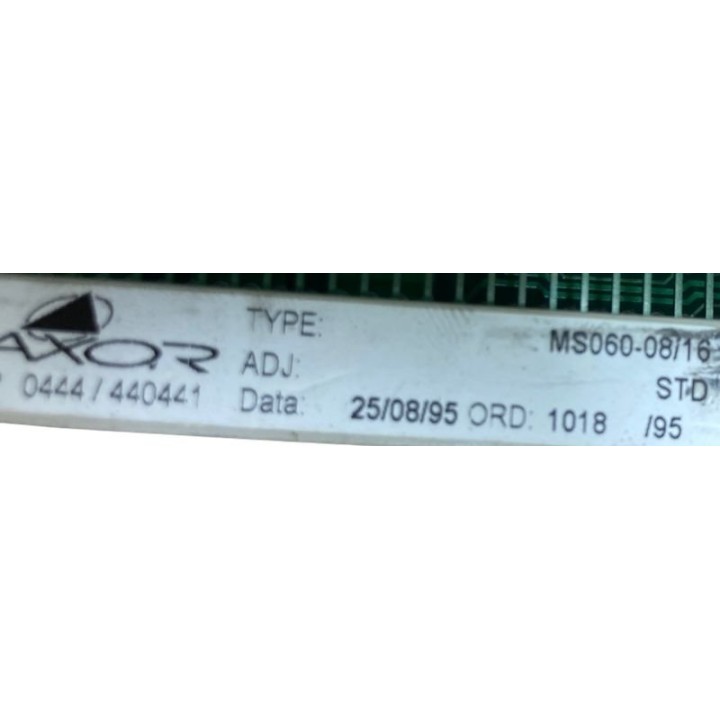 AXOR
0444 / 440441
TYPE: MS060-08/16
ADJ: STD
Data: 25/08/95 ORD: 1018 /95